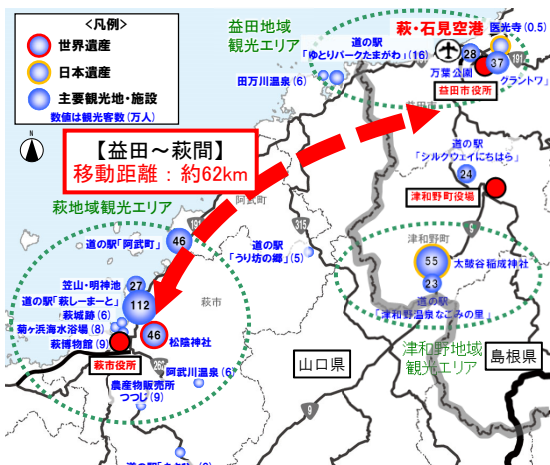 <凡例>
世界遺産
日本遺産
主要観光地・施設
数値は観光客数(万人)
N
益田地域
観光エリア
道の駅
「ゆとりパークたまがわ」(16)
田万川温泉(6)
萩・石見空港
医光寺(0.5)
28
37
191
万葉公園
グラントワ
益田市役所
益田市
【益田～萩間】
移動距離：約62km
道の駅
「シルクウェイにちはら」
24
津和野町役場
9
萩地域観光エリア
阿武町
191
315
道の駅「阿武町」
46
道の駅
「うり坊の郷」(5)
津和野町
55
太皷谷稲成神社
23
道の駅
「津和野温泉なごみの里」
津和野地域
観光エリア
笠山・明神池
27
道の駅「萩しーまーと」
112
萩市
萩城跡(6)
菊ヶ浜海水浴場(8)
萩博物館(9)
46
松陰神社
萩市役所
262
阿武川温泉(6)
農産物販売所
つつじ(9)
山口県
島根県
9